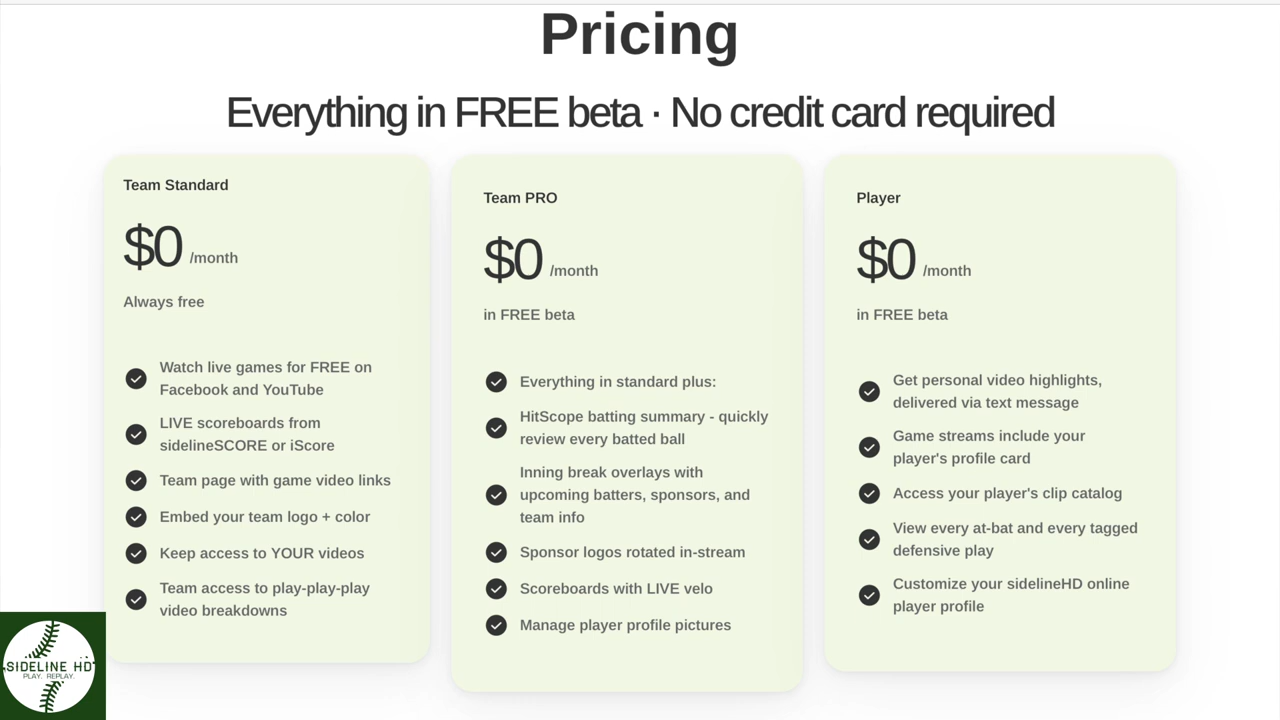 Pricing
Everything in FREE beta · No credit card required
Team Standard
$0 /month
Always free
Watch live games for FREE on
Facebook and YouTube
LIVE scoreboards from
sidelineSCORE or iScore
Team page with game video links
Embed your team logo + color
Keep access to YOUR videos
Team access to play-play-play
video breakdowns
Team PRO
$0 /month
in FREE beta
Everything in standard plus:
HitScope batting summary - quickly
review every batted ball
Inning break overlays with
upcoming batters, sponsors, and
team info
Sponsor logos rotated in-stream
Scoreboards with LIVE velo
Manage player profile pictures
Player
$0 /month
in FREE beta
Get personal video highlights,
delivered via text message
Game streams include your
player's profile card
Access your player's clip catalog
View every at-bat and every tagged
defensive play
Customize your sidelineHD online
player profile
SIDELINE HD
PLAY. REPLAY.